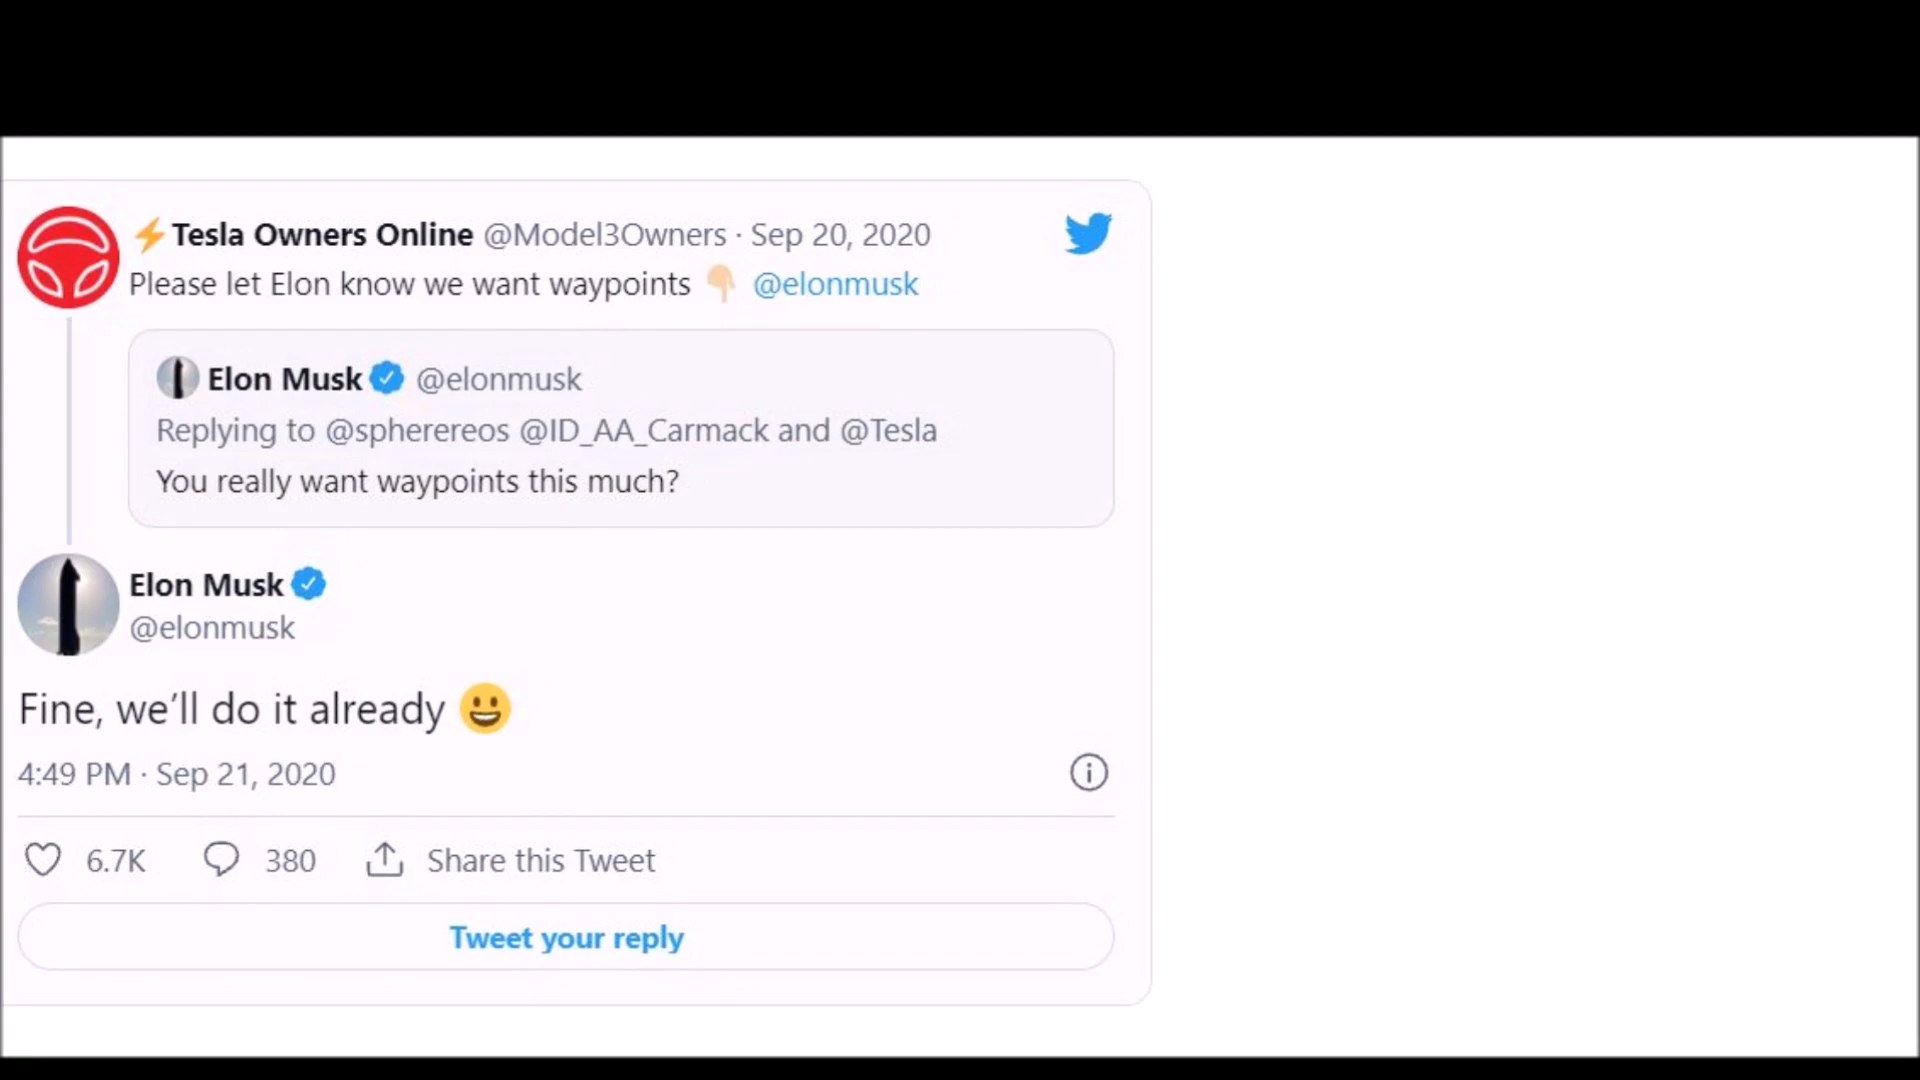 ⚡Tesla Owners Online @Model3Owners · Sep 20, 2020
Please let Elon know we want waypoints 👇🏼 @elonmusk
Elon Musk @elonmusk
Replying to @spherereos @ID_AA_Carmack and @Tesla
You really want waypoints this much?
Elon Musk
@elonmusk
Fine, we’ll do it already 😀
4:49 PM · Sep 21, 2020
6.7K 380 Share this Tweet
Tweet your reply